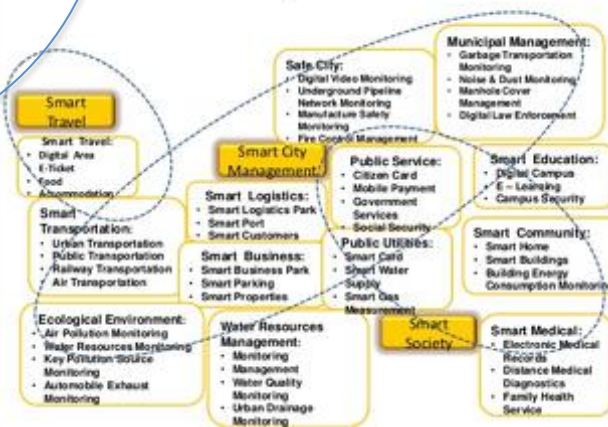 Safe City:
• Digital Video Monitoring
• Underground Pipeline
Network Monitoring
• Manufacture Safety
Monitoring
• Fire Control Management
Municipal Management:
• Garbage Transportation
Monitoring
• Noise & Dust Monitoring
• Manhole Cover
Management
• Digital Law Enforcement
Smart
Travel
Smart Travel:
• Digital Area
• E-Ticket
• Food
• Accommodation
Smart City
Management
Public Service:
• Citizen Card
• Mobile Payment
• Government
Services
• Social Security
Smart Education:
• Digital Campus
• E – Learning
• Campus Security
Smart Logistics:
• Smart Logistics Park
• Smart Port
• Smart Customers
Smart
Transportation:
• Urban Transportation
• Public Transportation
• Railway Transportation
Air Transportation
Smart Business:
• Smart Business Park
• Smart Parking
• Smart Properties
Public Utilities:
• Smart Card
• Smart Water
Supply
• Smart Gas
Measurement
Smart Community:
• Smart Home
• Smart Buildings
• Building Energy
Consumption Monitoring
Ecological Environment:
• Air Pollution Monitoring
• Water Resources Monitoring
• Key Pollution Source
Monitoring
• Automobile Exhaust
Monitoring
Water Resources
Management:
• Monitoring
• Management
• Water Quality
Monitoring
• Urban Drainage
Monitoring
Smart
Society
Smart Medical:
• Electronic Medical
Records
• Distance Medical
Diagnostics
• Family Health
Service